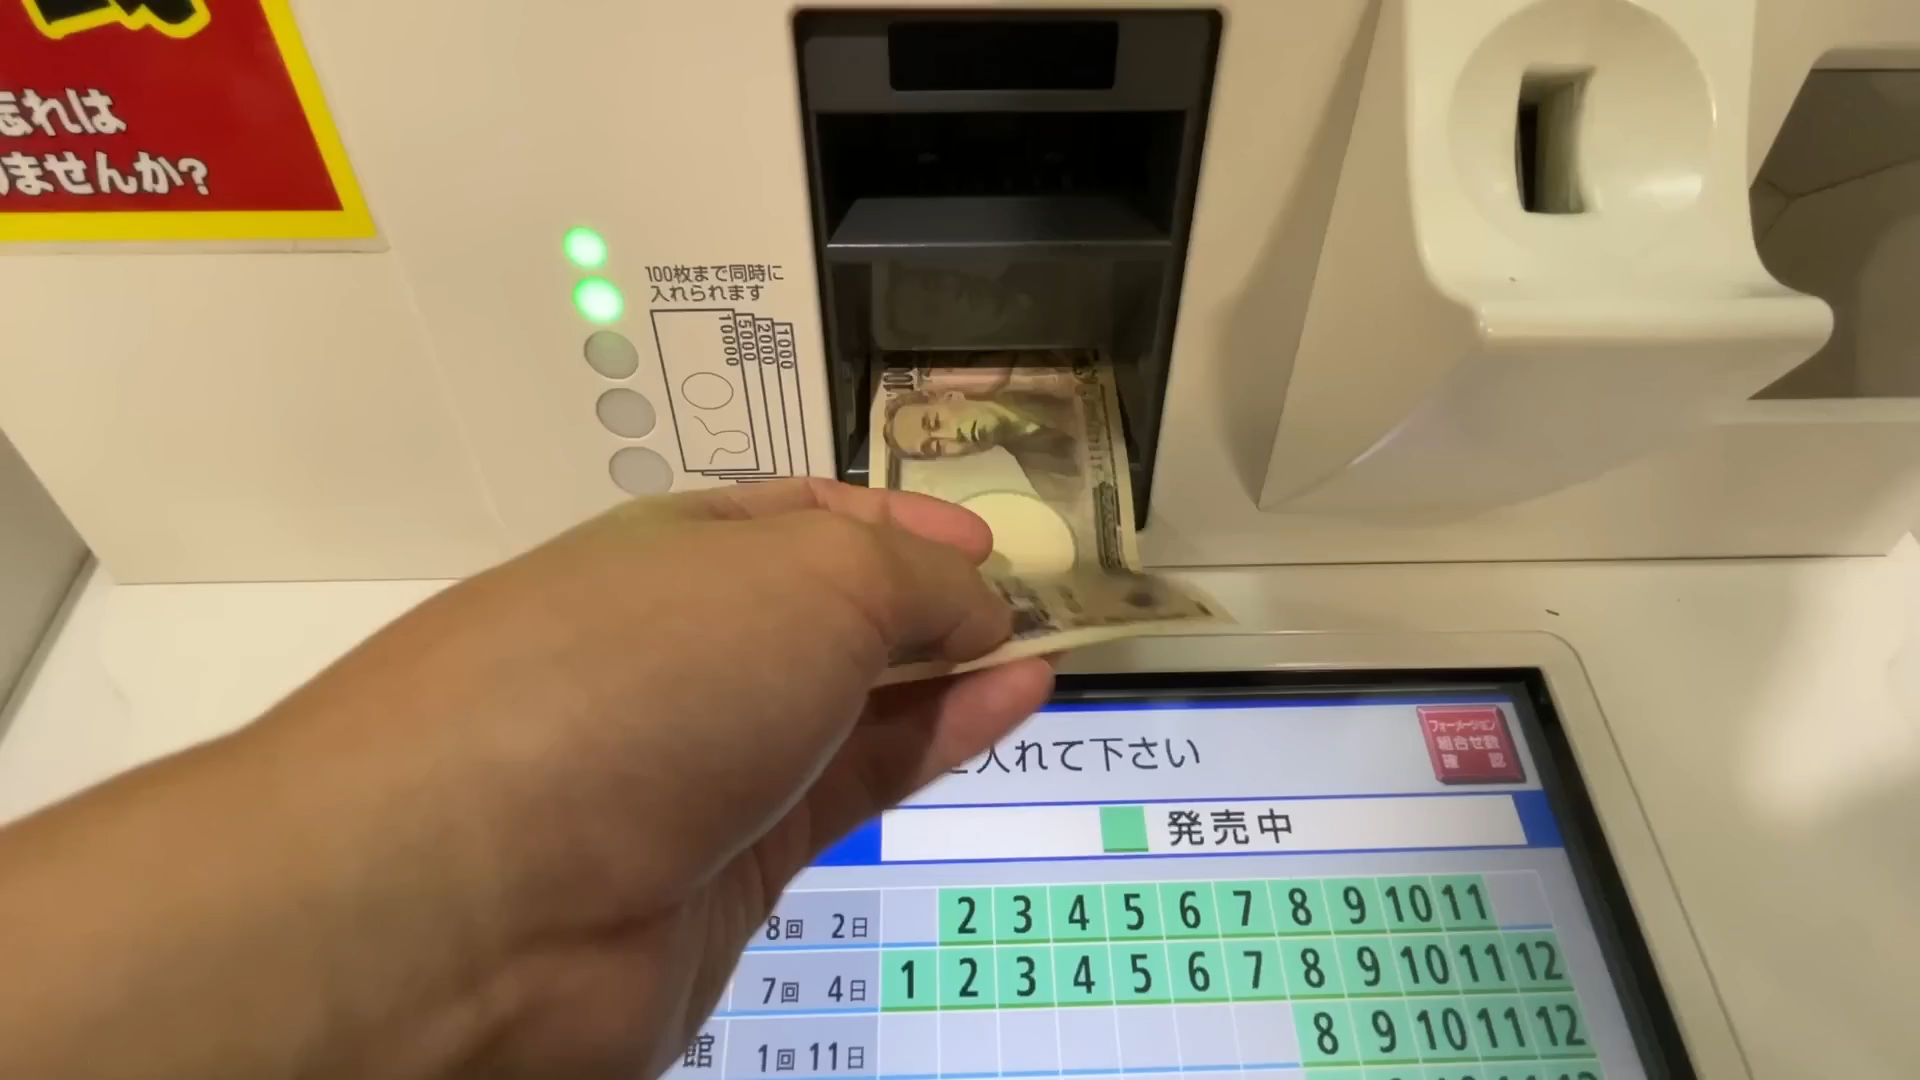 忘れは
りませんか?
100枚まで同時に
入れられます
10000
5000
2000
1000
入れて下さい
フォーメーション
組合せ数
確認
発売中
8回 2日 2 3 4 5 6 7 8 9 10 11
7回 4日 1 2 3 4 5 6 7 8 9 10 11 12
館 1回 11日 8 9 10 11 12